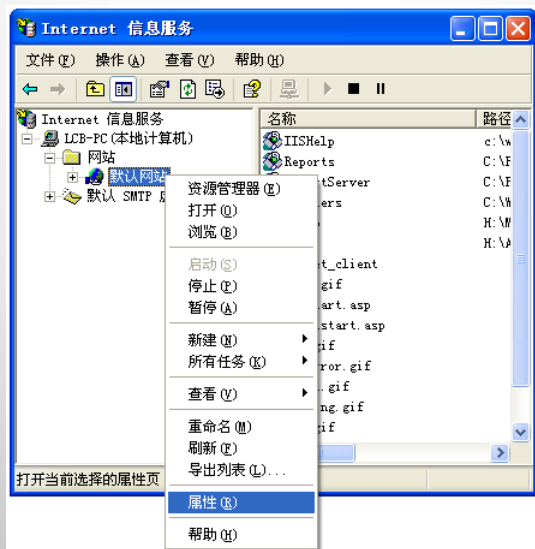 Internet 信息服务
文件(F) 操作(A) 查看(V) 帮助(H)
Internet 信息服务
LCB-PC(本地计算机)
网站
默认网站
默认 SMTP
名称 路径
IISHelp c:\w
Reports C:\F
tServer C:\F
ers C:\W
H:\M
H:\A
t_client
gif
art.asp
start.asp
gif
ror.gif
.gif
ng.gif
gif
资源管理器(E)
打开(O)
浏览(B)
启动(S)
停止(P)
暂停(A)
新建(N)
所有任务(K)
查看(V)
重命名(M)
刷新(F)
导出列表(L)...
属性(R)
帮助(H)
打开当前选择的属性页